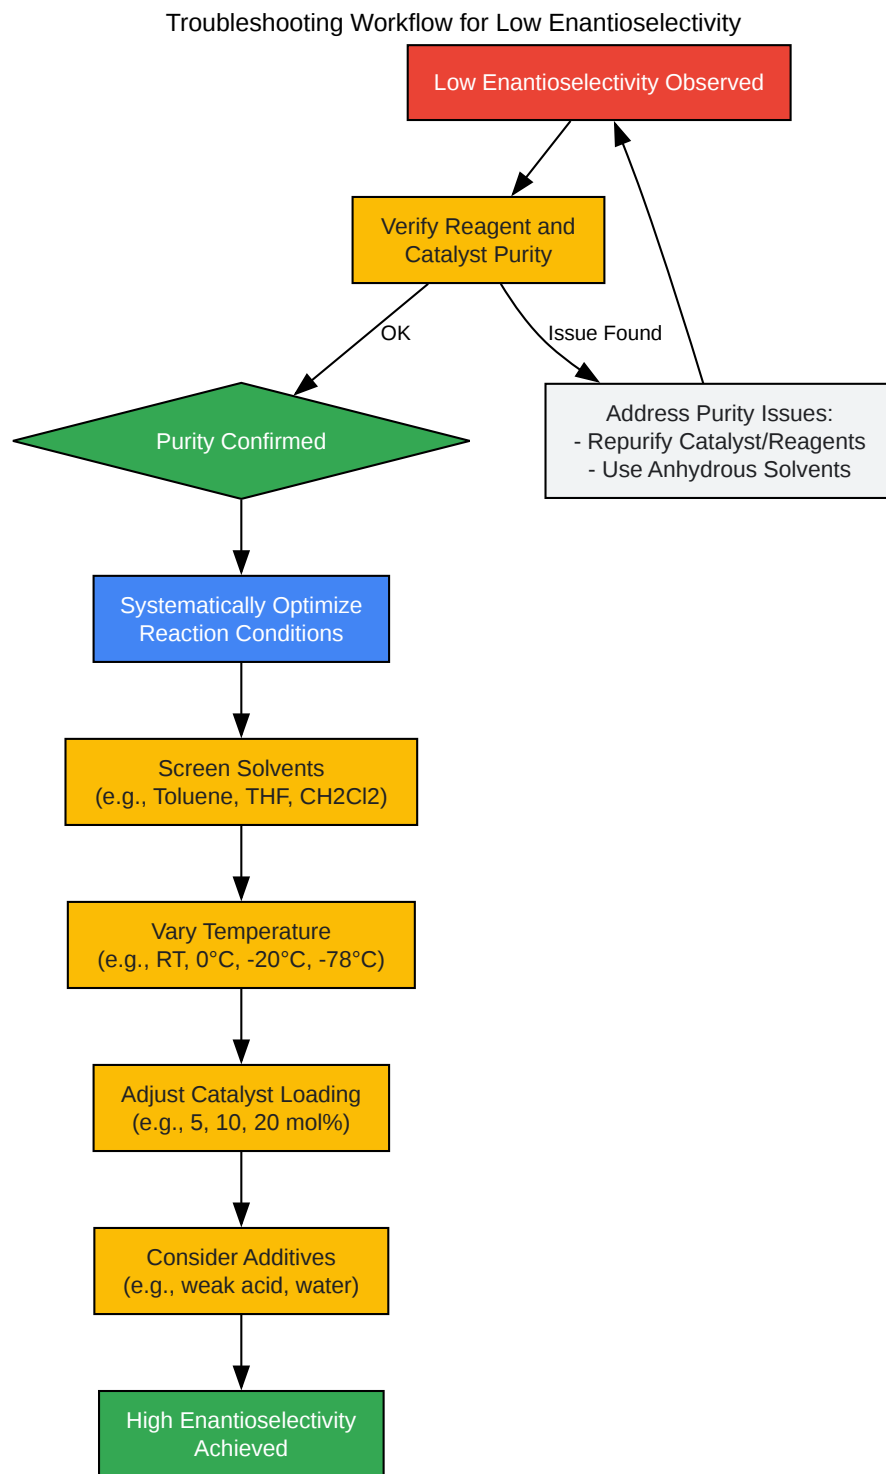 Troubleshooting Workflow for Low Enantioselectivity
Low Enantioselectivity Observed
Verify Reagent and
Catalyst Purity
OK
Issue Found
Purity Confirmed
Address Purity Issues:
- Repurify Catalyst/Reagents
- Use Anhydrous Solvents
Systematically Optimize
Reaction Conditions
Screen Solvents
(e.g., Toluene, THF, CH2Cl2)
Vary Temperature
(e.g., RT, 0°C, -20°C, -78°C)
Adjust Catalyst Loading
(e.g., 5, 10, 20 mol%)
Consider Additives
(e.g., weak acid, water)
High Enantioselectivity
Achieved